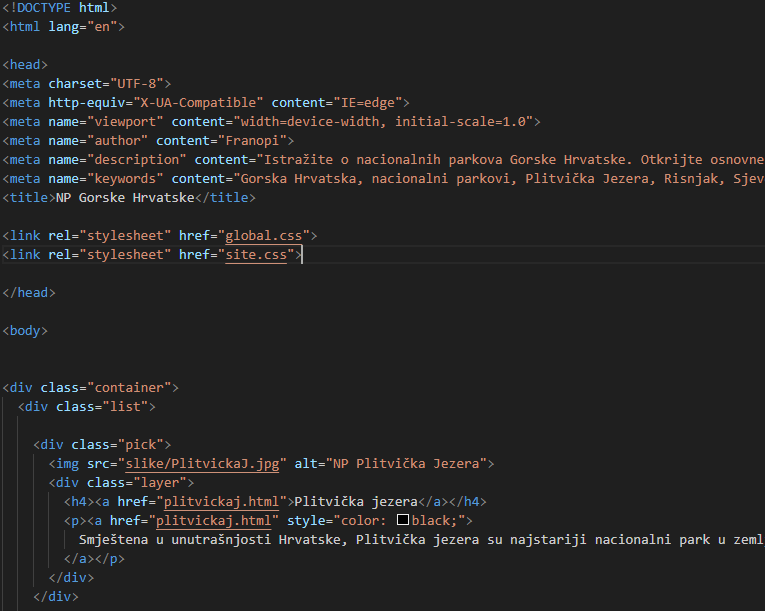 <!DOCTYPE html>
<html lang="en">
<head>
<meta charset="UTF-8">
<meta http-equiv="X-UA-Compatible" content="IE=edge">
<meta name="viewport" content="width=device-width, initial-scale=1.0">
<meta name="author" content="Franopi">
<meta name="description" content="Istražite o nacionalnih parkova Gorske Hrvatske. Otkrijte osnovne
<meta name="keywords" content="Gorska Hrvatska, nacionalni parkovi, Plitvička Jezera, Risnjak, Sjev
<title>NP Gorske Hrvatske</title>
<link rel="stylesheet" href="global.css">
<link rel="stylesheet" href="site.css">
</head>
<body>
<div class="container">
<div class="list">
<div class="pick">
<img src="slike/PlitvickaJ.jpg" alt="NP Plitvička Jezera">
<div class="layer">
<h4><a href="plitvickaj.html">Plitvička jezera</a></h4>
<p><a href="plitvickaj.html" style="color: black;">
Smještena u unutrašnjosti Hrvatske, Plitvička jezera su najstariji nacionalni park u zeml
</a></p>
</div>
</div>